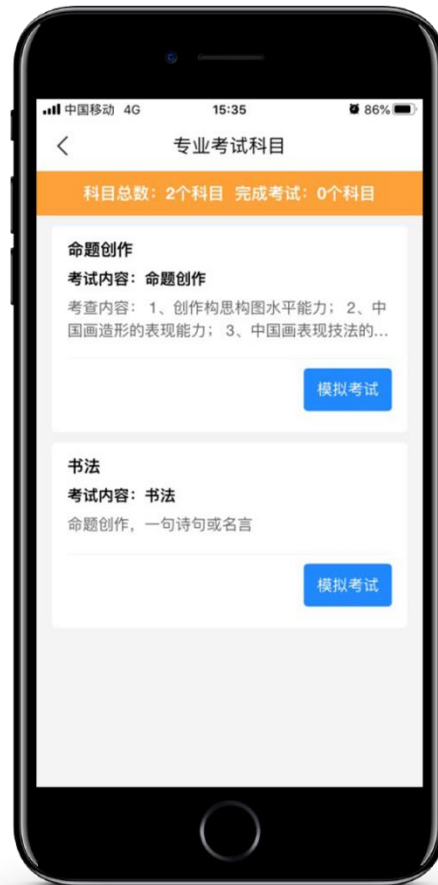 中国移动 4G 15:35 86%
专业考试科目
科目总数：2个科目 完成考试：0个科目
命题创作
考试内容：命题创作
考查内容： 1、创作构思构图水平能力； 2、中
国画造形的表现能力； 3、中国画表现技法的...
模拟考试
书法
考试内容：书法
命题创作，一句诗句或名言
模拟考试